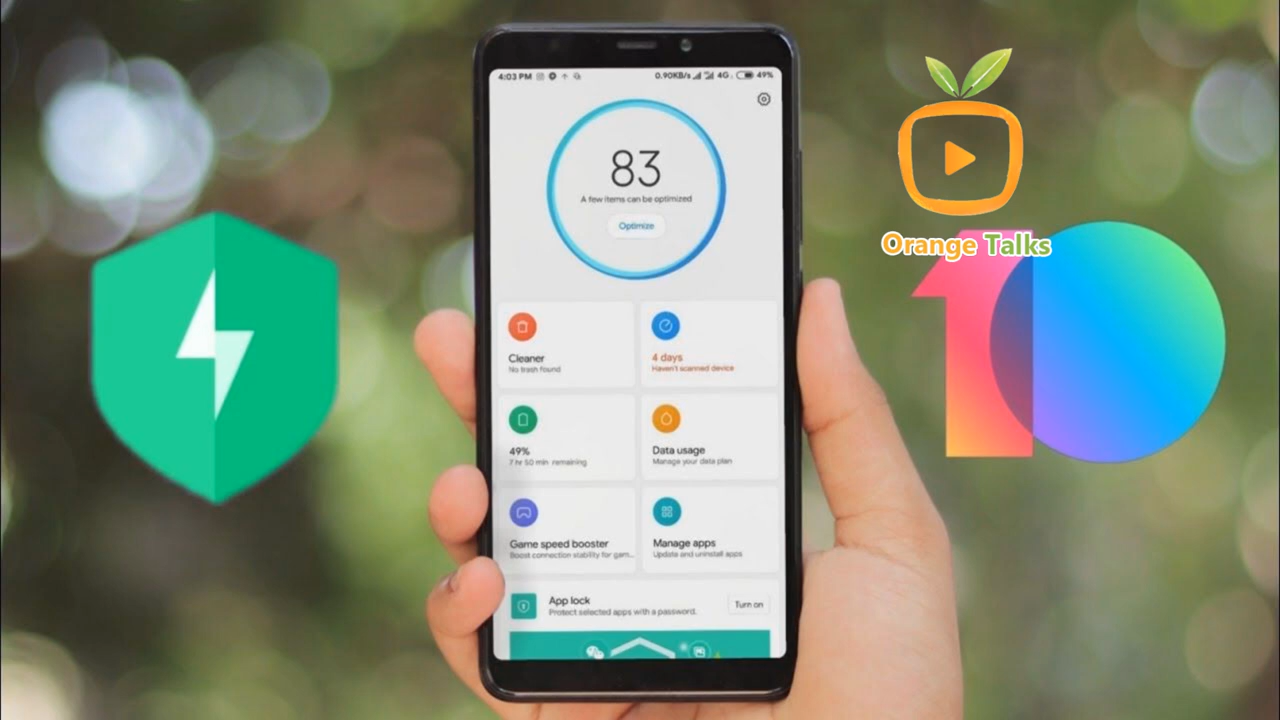 4:03 PM
0.90KB/s 4G 49%
83
A few items can be optimized
Optimize
Cleaner
No trash found
4 days
Haven't scanned device
49%
7 hr 50 min remaining
Data usage
Manage your data plan
Game speed booster
Boost connection stability for gam...
Manage apps
Update and uninstall apps
App lock
Protect selected apps with a password.
Turn on
Orange Talks
10